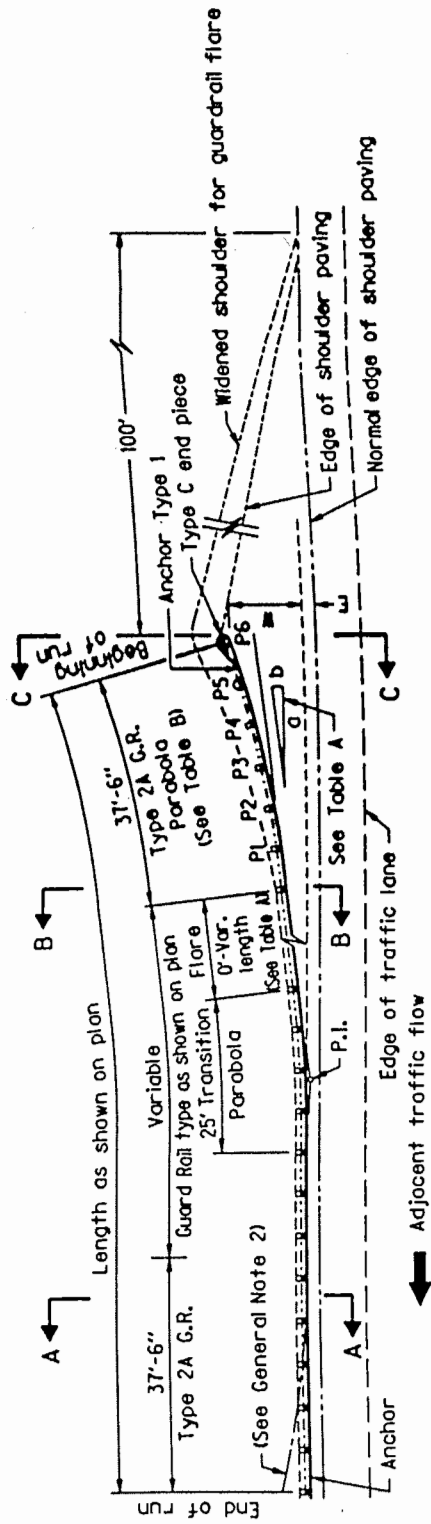 Length as shown on plan
Beginning
of run
100'
C
B
A
37'-6"
Type 2A G.R.
Parabola
(See Table B)
Variable
Guard Rail type as shown on plan
25' Transition
Parabola
Flare
0'-Var.
length
(See Table A)
37'-6"
Type 2A G.R.
End of run
(See General Note 2)
Anchor Type 1
Type C end piece
Widened shoulder for guardrail flare
Edge of shoulder paving
Normal edge of shoulder paving
P1
P2
P3
P4
P5
P6
a
b
See Table A
P.I.
Edge of traffic lane
Anchor
A
B
C
Adjacent traffic flow